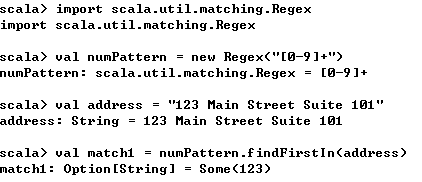 scala> import scala.util.matching.Regex
import scala.util.matching.Regex
scala> val numPattern = new Regex("[0-9]+")
numPattern: scala.util.matching.Regex = [0-9]+
scala> val address = "123 Main Street Suite 101"
address: String = 123 Main Street Suite 101
scala> val match1 = numPattern.findFirstIn(address)
match1: Option[String] = Some(123)